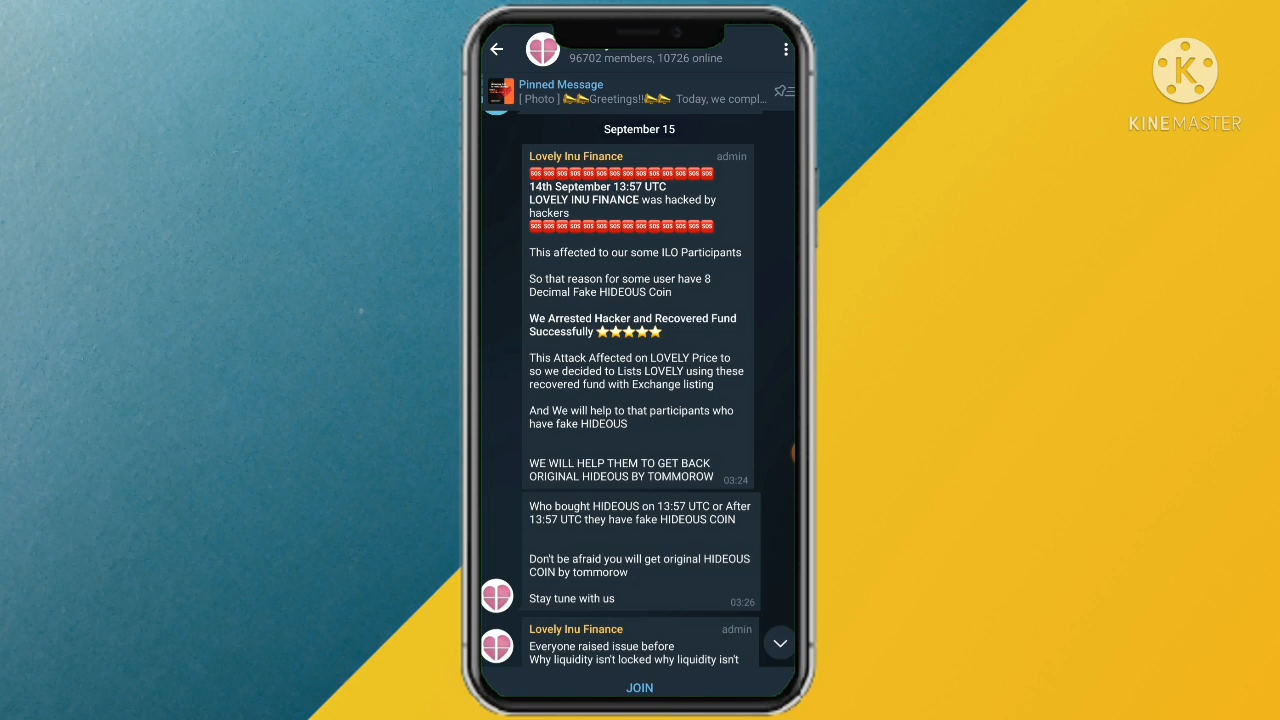 96702 members, 10726 online
Pinned Message
[ Photo ] Greetings!! Today, we compl...
September 15
Lovely Inu Finance admin
🆘🆘🆘🆘🆘🆘🆘🆘🆘🆘🆘🆘🆘🆘
14th September 13:57 UTC
LOVELY INU FINANCE was hacked by
hackers
🆘🆘🆘🆘🆘🆘🆘🆘🆘🆘🆘🆘🆘🆘
This affected to our some ILO Participants
So that reason for some user have 8
Decimal Fake HIDEOUS Coin
We Arrested Hacker and Recovered Fund
Successfully ⭐⭐⭐⭐⭐
This Attack Affected on LOVELY Price to
so we decided to Lists LOVELY using these
recovered fund with Exchange listing
And We will help to that participants who
have fake HIDEOUS
WE WILL HELP THEM TO GET BACK
ORIGINAL HIDEOUS BY TOMMOROW 03:24
Who bought HIDEOUS on 13:57 UTC or After
13:57 UTC they have fake HIDEOUS COIN
Don't be afraid you will get original HIDEOUS
COIN by tommorow
Stay tune with us 03:26
Lovely Inu Finance admin
Everyone raised issue before
Why liquidity isn't locked why liquidity isn't
JOIN
K
KINEMASTER